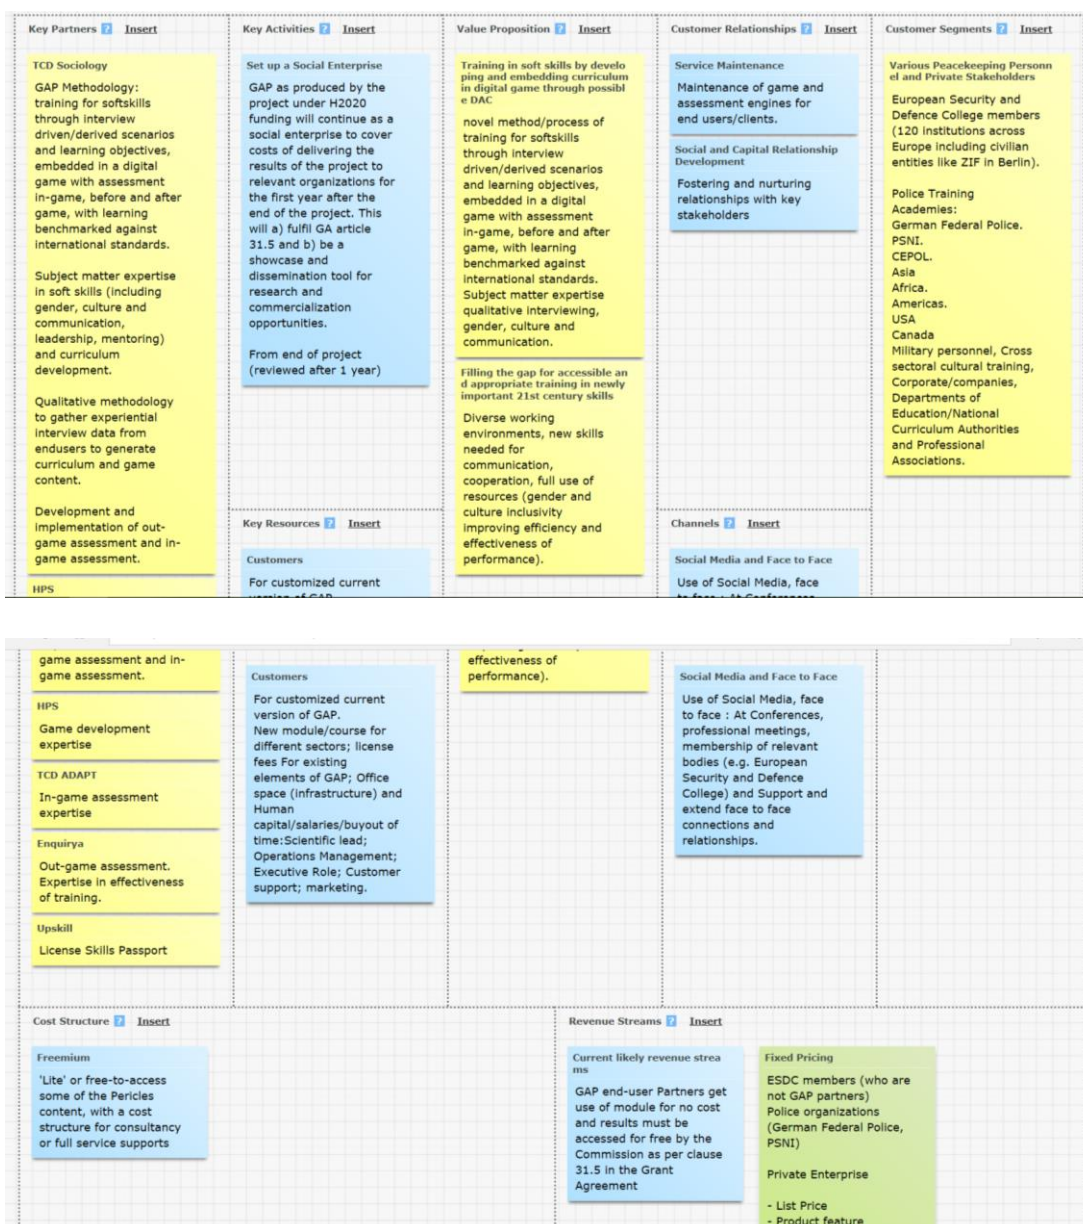 Key Partners ? Insert
TCD Sociology
GAP Methodology:
training for softskills
through interview
driven/derived scenarios
and learning objectives,
embedded in a digital
game with assessment
in-game, before and after
game, with learning
benchmarked against
international standards.
Subject matter expertise
in soft skills (including
gender, culture and
communication,
leadership, mentoring)
and curriculum
development.
Qualitative methodology
to gather experiential
interview data from
endusers to generate
curriculum and game
content.
Development and
implementation of out-
game assessment and in-
game assessment.
HPS
Key Activities ? Insert
Set up a Social Enterprise
GAP as produced by the
project under H2020
funding will continue as a
social enterprise to cover
costs of delivering the
results of the project to
relevant organizations for
the first year after the
end of the project. This
will a) fulfil GA article
31.5 and b) be a
showcase and
dissemination tool for
research and
commercialization
opportunities.
From end of project
(reviewed after 1 year)
Key Resources ? Insert
Customers
For customized current
version of GAP
Value Proposition ? Insert
Training in soft skills by develo
ping and embedding curriculum
in digital game through possibl
e DAC
novel method/process of
training for softskills
through interview
driven/derived scenarios
and learning objectives,
embedded in a digital
game with assessment
in-game, before and after
game, with learning
benchmarked against
international standards.
Subject matter expertise
qualitative interviewing,
gender, culture and
communication.
Filling the gap for accessible an
d appropriate training in newly
important 21st century skills
Diverse working
environments, new skills
needed for
communication,
cooperation, full use of
resources (gender and
culture inclusivity
improving efficiency and
effectiveness of
performance).
Customer Relationships ? Insert
Service Maintenance
Maintenance of game and
assessment engines for
end users/clients.
Social and Capital Relationship
Development
Fostering and nurturing
relationships with key
stakeholders
Channels ? Insert
Social Media and Face to Face
Use of Social Media, face
to face : At Conferences
Customer Segments ? Insert
Various Peacekeeping Personn
el and Private Stakeholders
European Security and
Defence College members
(120 institutions across
Europe including civilian
entities like ZIF in Berlin).
Police Training
Academies:
German Federal Police.
PSNI.
CEPOL.
Asia
Africa.
Americas.
USA
Canada
Military personnel, Cross
sectoral cultural training,
Corporate/companies,
Departments of
Education/National
Curriculum Authorities
and Professional
Associations.
game assessment and in-
game assessment.
HPS
Game development
expertise
TCD ADAPT
In-game assessment
expertise
Enquirya
Out-game assessment.
Expertise in effectiveness
of training.
Upskill
License Skills Passport
Customers
For customized current
version of GAP.
New module/course for
different sectors; license
fees For existing
elements of GAP; Office
space (infrastructure) and
Human
capital/salaries/buyout of
time:Scientific lead;
Operations Management;
Executive Role; Customer
support; marketing.
effectiveness of
performance).
Social Media and Face to Face
Use of Social Media, face
to face : At Conferences,
professional meetings,
membership of relevant
bodies (e.g. European
Security and Defence
College) and Support and
extend face to face
connections and
relationships.
Cost Structure ? Insert
Freemium
'Lite' or free-to-access
some of the Pericles
content, with a cost
structure for consultancy
or full service supports
Revenue Streams ? Insert
Current likely revenue strea
ms
GAP end-user Partners get
use of module for no cost
and results must be
accessed for free by the
Commission as per clause
31.5 in the Grant
Agreement
Fixed Pricing
ESDC members (who are
not GAP partners)
Police organizations
(German Federal Police,
PSNI)
Private Enterprise
- List Price
- Product feature